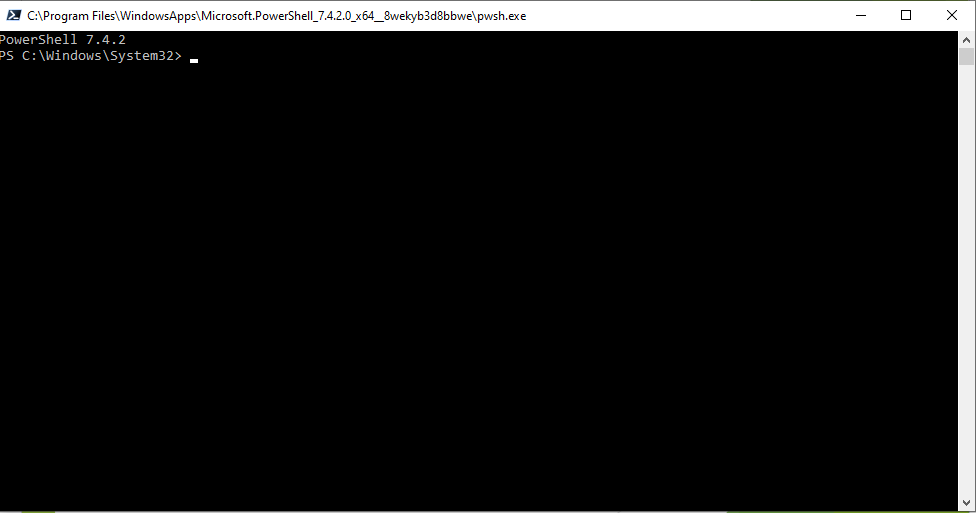 C:\Program Files\WindowsApps\Microsoft.PowerShell_7.4.2.0_x64__8wekyb3d8bbwe\pwsh.exe
PowerShell 7.4.2
PS C:\Windows\System32>